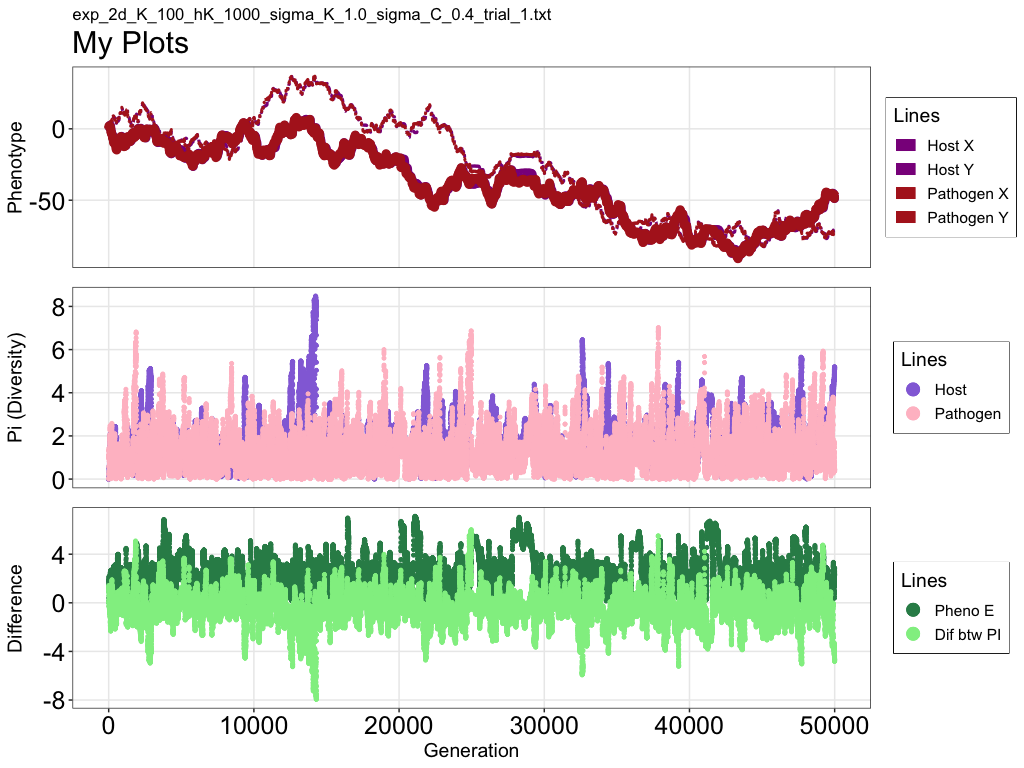 exp_2d_K_100_hK_1000_sigma_K_1.0_sigma_C_0.4_trial_1.txt
My Plots
Phenotype
0
-50
Lines
Host X
Host Y
Pathogen X
Pathogen Y
Pi (Diversity)
8
6
4
2
0
Lines
Host
Pathogen
Difference
4
0
-4
-8
Lines
Pheno E
Dif btw PI
0 10000 20000 30000 40000 50000
Generation